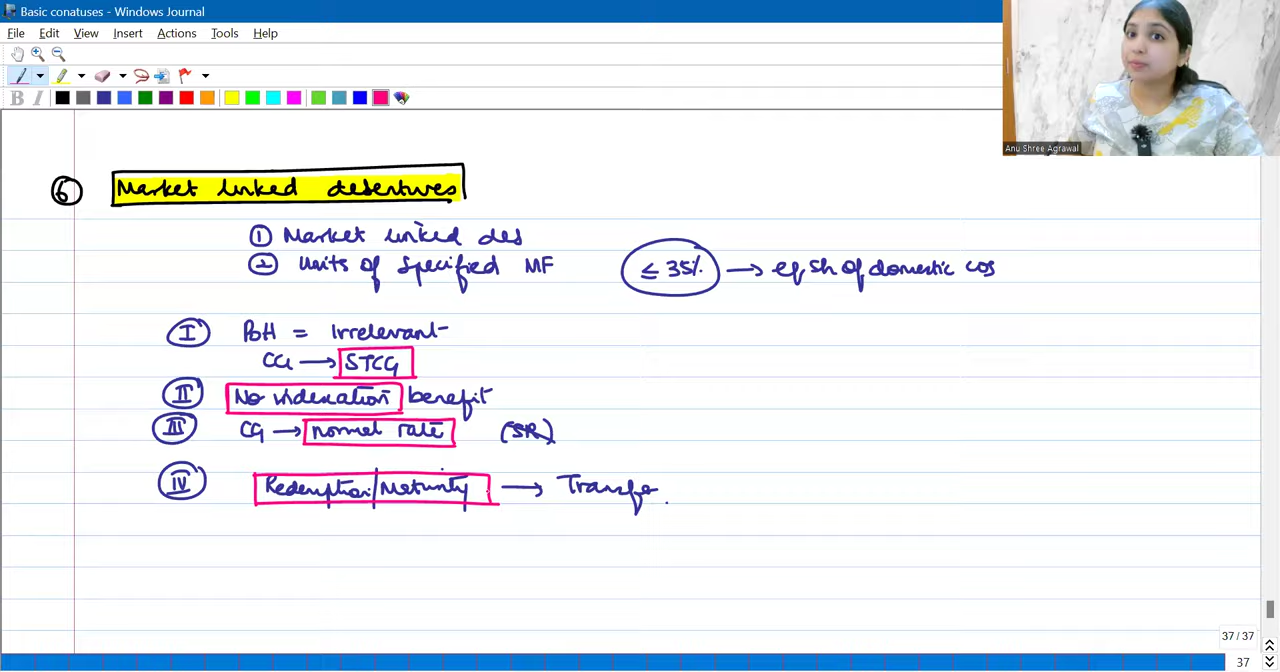 Basic conatuses - Windows Journal
File Edit View Insert Actions Tools Help
B I
Anu Shree Agrawal
6 Market linked debentures
1 Market linked deb
2 Units of Specified MF ≤ 35% → eq sh of domestic cos
I POH = Irrelevant
CG → STCG
II No indexation benefit
III CG → normal rate (SR)
IV Redemption/Maturity → Transfer
37 / 37
37